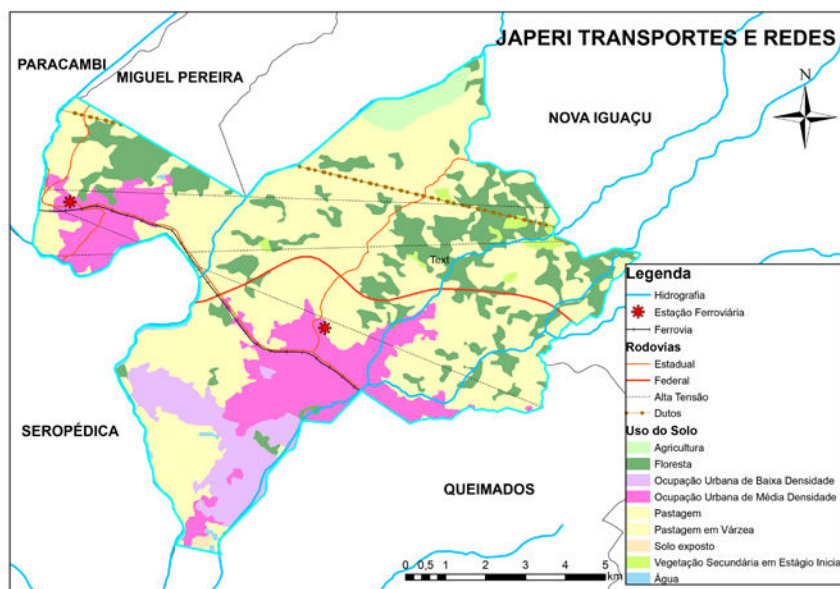 JAPERI TRANSPORTES E REDES
PARACAMBI
MIGUEL PEREIRA
N
NOVA IGUAÇU
Text
SEROPÉDICA
QUEIMADOS
Legenda
Hidrografia
Estação Ferroviária
Ferrovia
Rodovias
Estadual
Federal
Alta Tensão
Dutos
Uso do Solo
Agricultura
Floresta
Ocupação Urbana de Baixa Densidade
Ocupação Urbana de Média Densidade
Pastagem
Pastagem em Várzea
Solo exposto
Vegetação Secundária em Estágio Inicia
Água
0 0,5 1 2 3 4 5
km